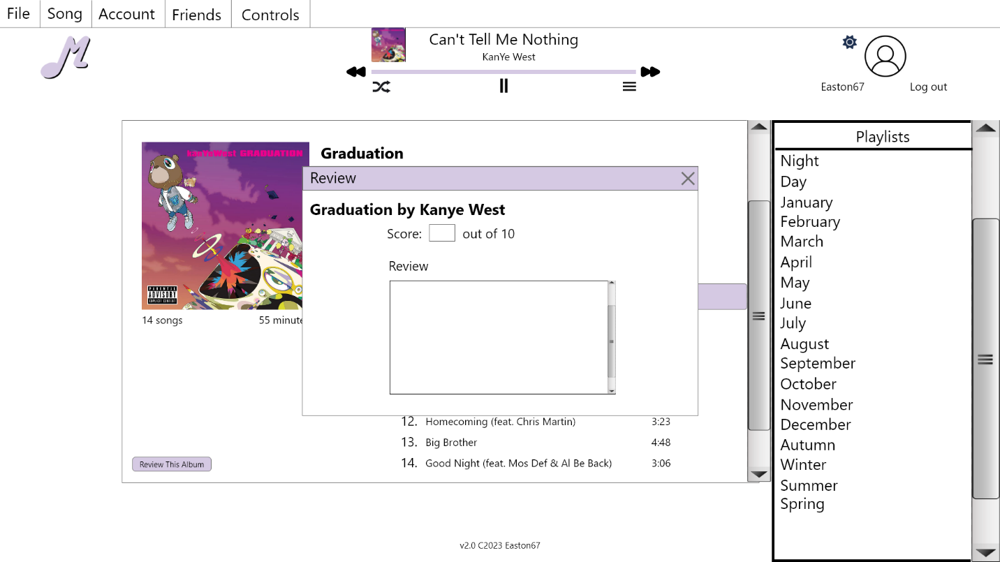 File Song Account Friends Controls
Can't Tell Me Nothing
KanYe West
Easton67 Log out
kanYeWest GRADUATION
PARENTAL
ADVISORY
EXPLICIT CONTENT
14 songs 55 minute
Review This Album
Graduation
Review
Graduation by Kanye West
Score: out of 10
Review
12. Homecoming (feat. Chris Martin) 3:23
13. Big Brother 4:48
14. Good Night (feat. Mos Def & Al Be Back) 3:06
Playlists
Night
Day
January
February
March
April
May
June
July
August
September
October
November
December
Autumn
Winter
Summer
Spring
v2.0 C2023 Easton67